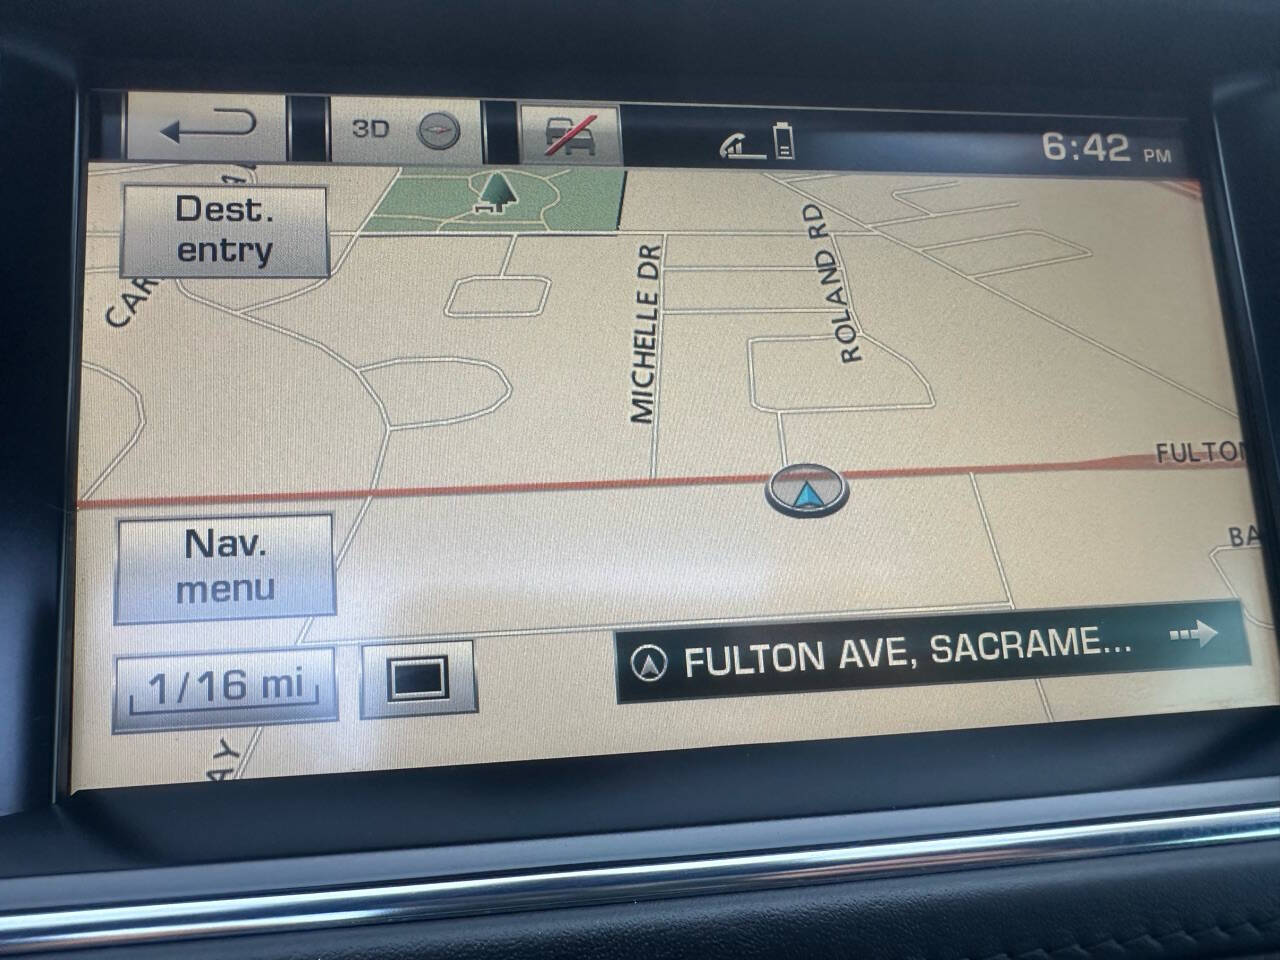 3D
6:42 PM
Dest.
entry
MICHELLE DR
ROLAND RD
FULTON
Nav.
menu
1/16 mi
FULTON AVE, SACRAME...